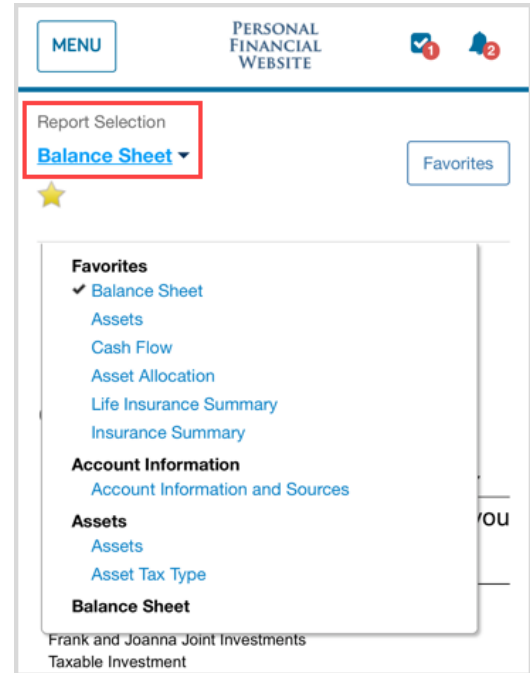 MENU
PERSONAL
FINANCIAL
WEBSITE
1
2
Report Selection
Balance Sheet
Favorites
Favorites
Balance Sheet
Assets
Cash Flow
Asset Allocation
Life Insurance Summary
Insurance Summary
Account Information
Account Information and Sources
Assets
Assets
Asset Tax Type
Balance Sheet
you
Frank and Joanna Joint Investments
Taxable Investment